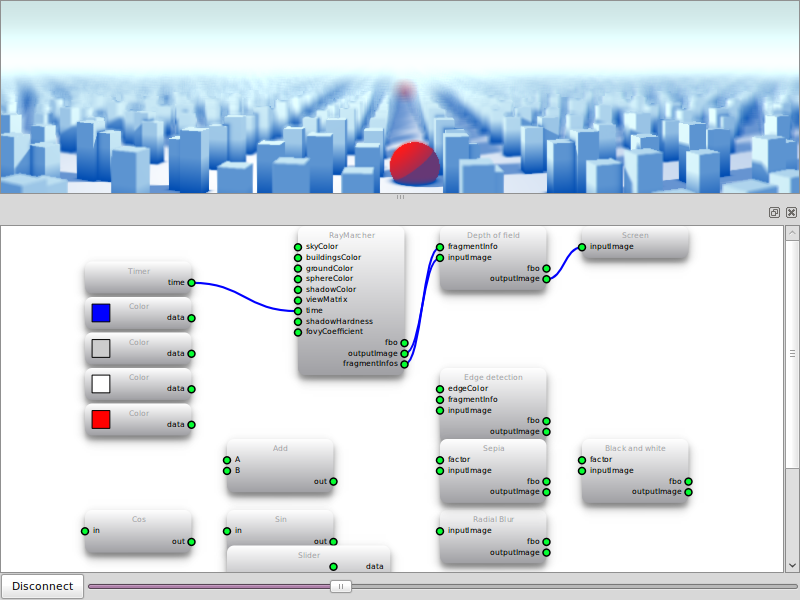 RayMarcher
skyColor
buildingsColor
groundColor
sphereColor
shadowColor
viewMatrix
time
shadowHardness
fovyCoefficient
fbo
outputImage
fragmentInfos
Depth of field
fragmentInfo
inputImage
fbo
outputImage
Screen
inputImage
Timer
time
Color
data
Color
data
Color
data
Color
data
Edge detection
edgeColor
fragmentInfo
inputImage
fbo
outputImage
Add
A
B
out
Sepia
factor
inputImage
fbo
outputImage
Black and white
factor
inputImage
fbo
outputImage
Cos
in
out
Sin
in
out
Radial Blur
inputImage
fbo
outputImage
Slider
data
Disconnect